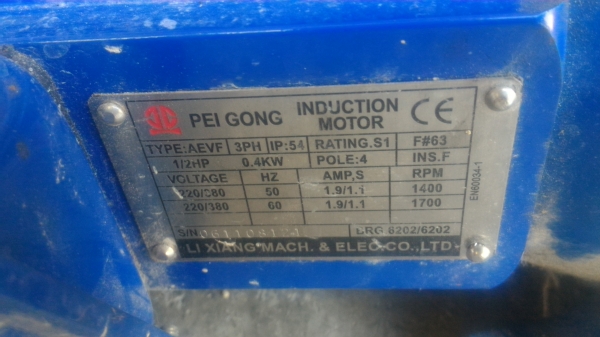 PEI GONG INDUCTION MOTOR CE
TYPE:AEVF 3PH IP:54 RATING.S1 F#63
1/2HP 0.4KW POLE:4 INS.F
VOLTAGE HZ AMP,S RPM
220/380 50 1.9/1.1 1400
220/380 60 1.9/1.1 1700
S/N BRG 6202/6202
LI XIANG MACH. & ELEC.CO.,LTD
EN60034-1